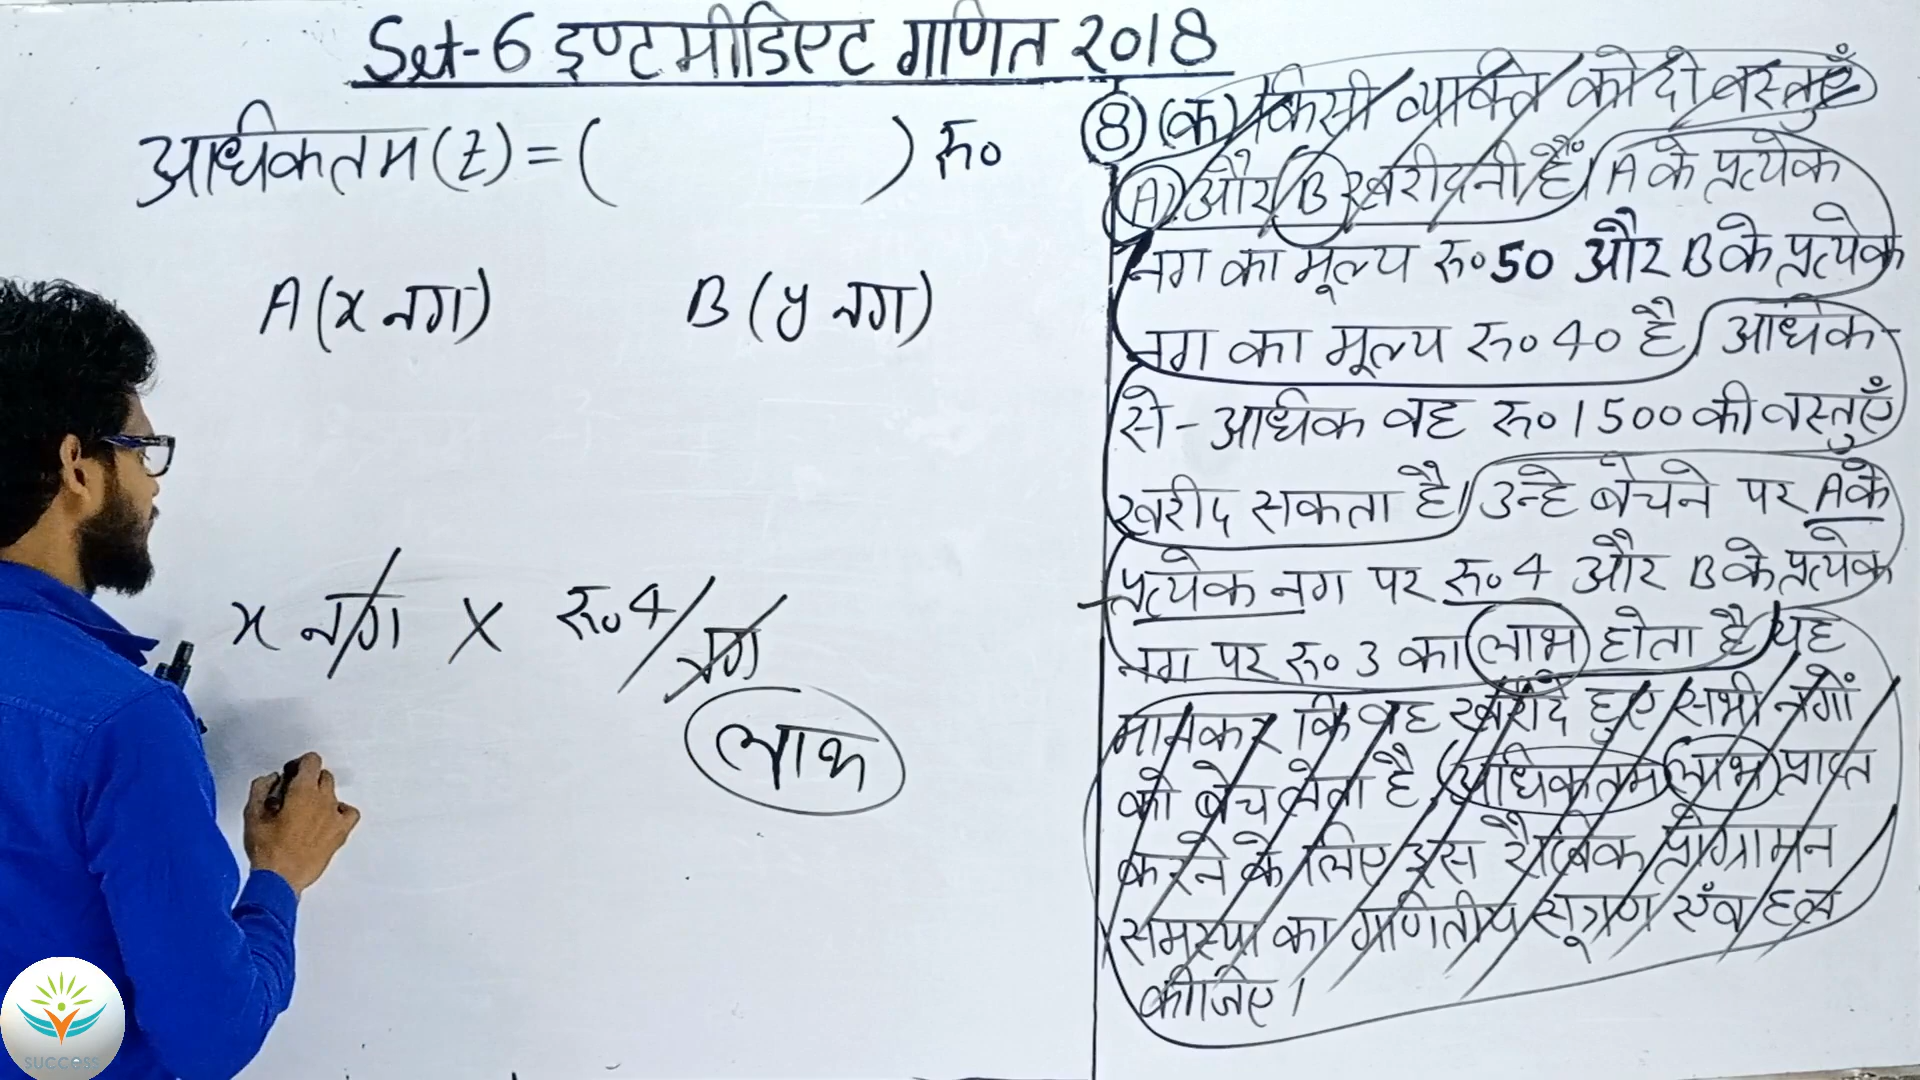 Set-6 इण्टरमीडिएट गणित 2018
अधिकतम (Z) = ( ) रु०
A (x नग) B (y नग)
x नग × रु० 4/नग
लाभ
8 (क) किसी व्यक्ति को दो वस्तुएँ
A और B खरीदनी हैं। A के प्रत्येक
नग का मूल्य रु० 50 और B के प्रत्येक
नग का मूल्य रु० 40 है। अधिक-
से-अधिक वह रु० 1500 की वस्तुएँ
खरीद सकता है। उन्हे बेचने पर A के
प्रत्येक नग पर रु० 4 और B के प्रत्येक
नग पर रु० 3 का लाभ होता है। यह
मानकर कि वह खरीदे हुए सभी नगों
को बेच लेता है, अधिकतम लाभ प्राप्त
करने के लिए इस रैखिक प्रोग्रामन
समस्या का गणितीय सूत्रण एंव हल
कीजिए।
SUCCESS